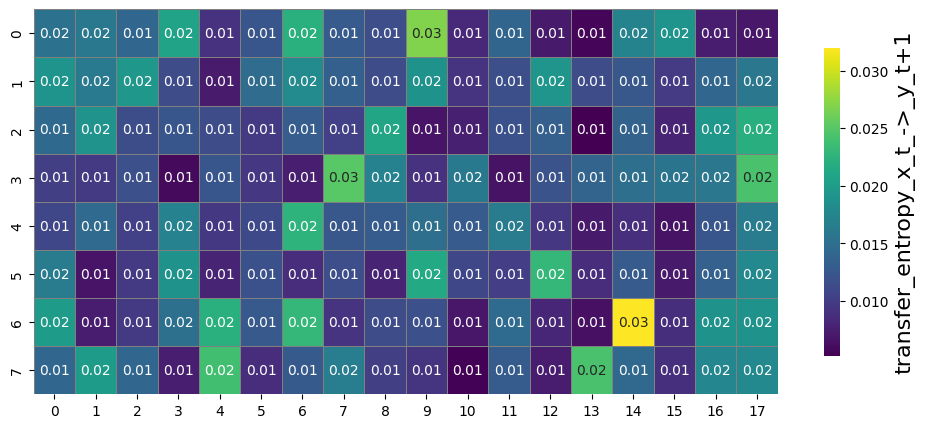 0 0.02 0.02 0.01 0.02 0.01 0.01 0.02 0.01 0.01 0.03 0.01 0.01 0.01 0.01 0.02 0.02 0.01 0.01
1 0.02 0.02 0.02 0.01 0.01 0.01 0.02 0.01 0.01 0.02 0.01 0.01 0.02 0.01 0.01 0.01 0.01 0.02
2 0.01 0.02 0.01 0.01 0.01 0.01 0.01 0.01 0.02 0.01 0.01 0.01 0.01 0.01 0.01 0.01 0.02 0.02
3 0.01 0.01 0.01 0.01 0.01 0.01 0.01 0.03 0.02 0.01 0.02 0.01 0.01 0.01 0.01 0.02 0.02 0.02
4 0.01 0.01 0.01 0.02 0.01 0.01 0.02 0.01 0.01 0.01 0.01 0.02 0.01 0.01 0.01 0.01 0.01 0.02
5 0.02 0.01 0.01 0.02 0.01 0.01 0.01 0.01 0.01 0.02 0.01 0.01 0.02 0.01 0.01 0.01 0.01 0.02
6 0.02 0.01 0.01 0.02 0.02 0.01 0.02 0.01 0.01 0.01 0.01 0.01 0.01 0.01 0.03 0.01 0.02 0.02
7 0.01 0.02 0.01 0.01 0.02 0.01 0.01 0.02 0.01 0.01 0.01 0.01 0.01 0.02 0.01 0.01 0.02 0.02
0 1 2 3 4 5 6 7 8 9 10 11 12 13 14 15 16 17
0.030
0.025
0.020
0.015
0.010
transfer_entropy_x_t_->_y_t+1